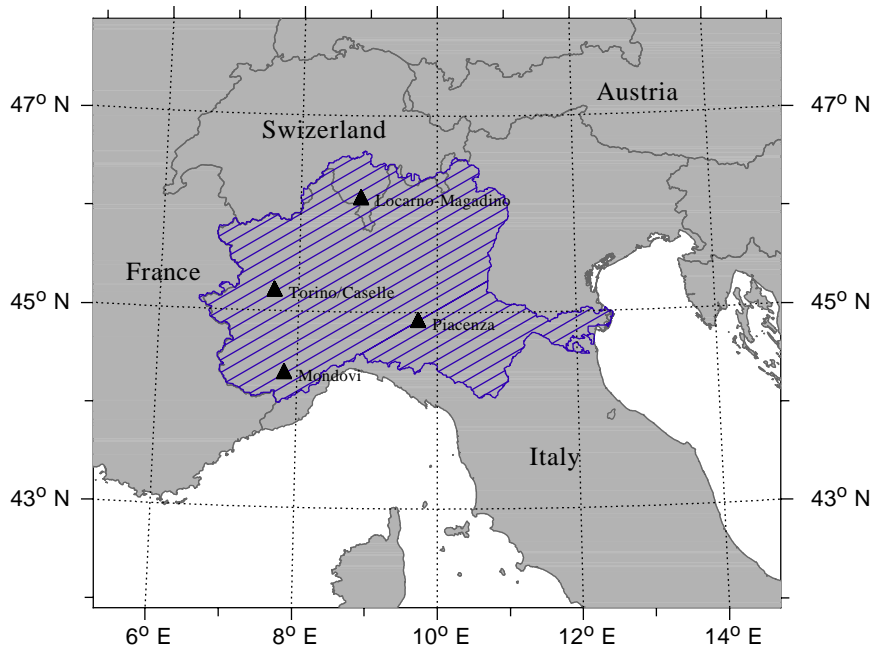 47° N
47° N
Austria
Swizerland
Locarno-Magadino
France
Torino/Caselle
45° N
45° N
Piacenza
Mondovi
Italy
43° N
43° N
6° E 8° E 10° E 12° E 14° E